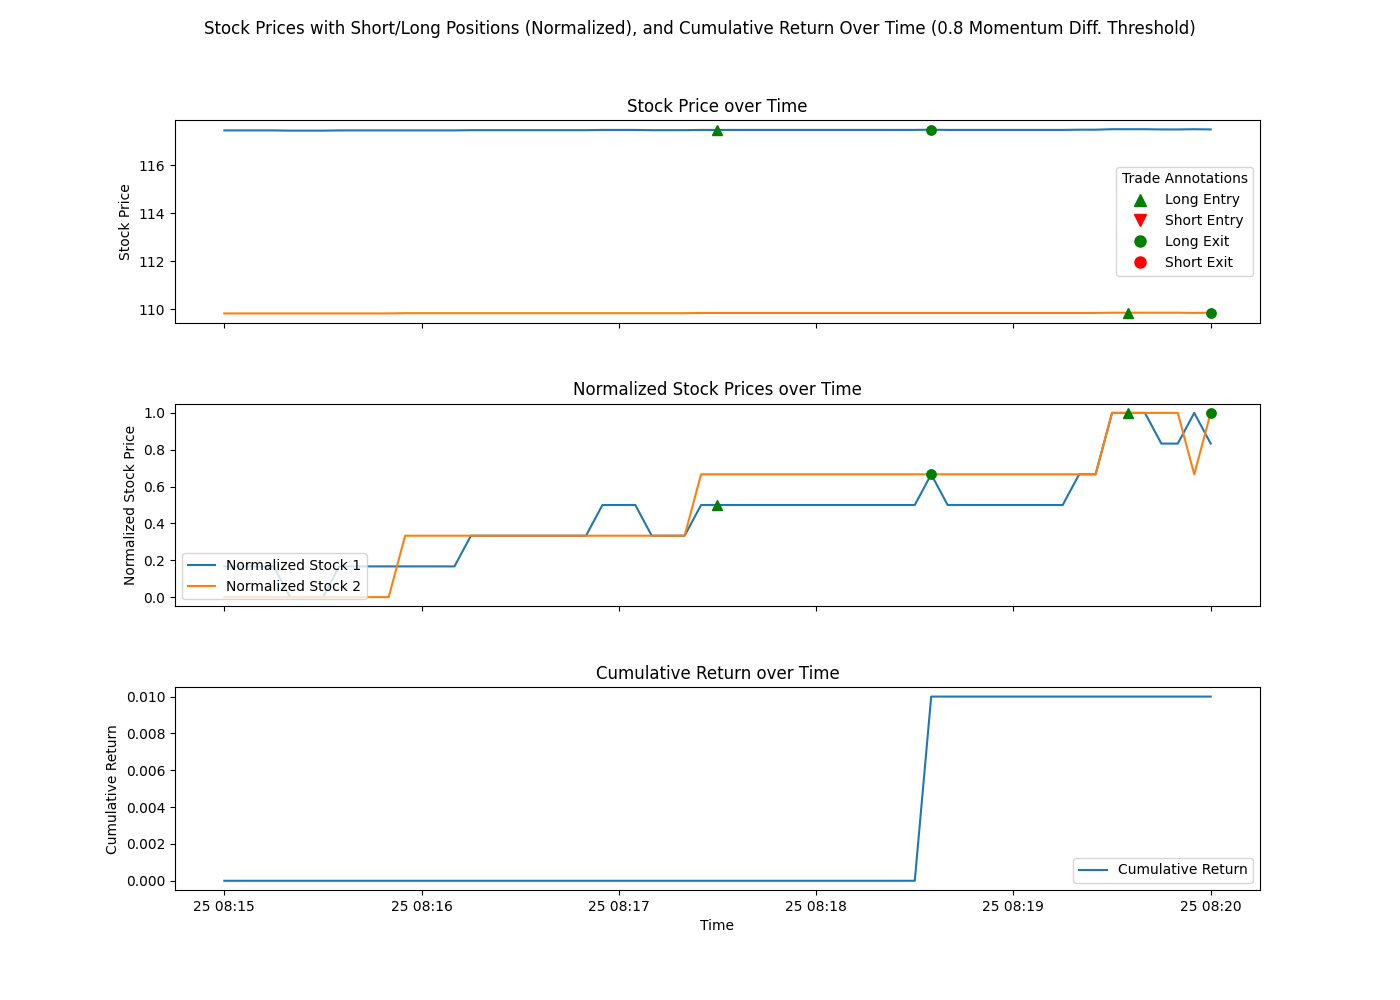 Stock Prices with Short/Long Positions (Normalized), and Cumulative Return Over Time (0.8 Momentum Diff. Threshold)
Stock Price over Time
Stock Price
116
114
112
110
Trade Annotations
Long Entry
Short Entry
Long Exit
Short Exit
Normalized Stock Prices over Time
Normalized Stock Price
1.0
0.8
0.6
0.4
0.2
0.0
Normalized Stock 1
Normalized Stock 2
Cumulative Return over Time
Cumulative Return
0.010
0.008
0.006
0.004
0.002
0.000
Cumulative Return
25 08:15 25 08:16 25 08:17 25 08:18 25 08:19 25 08:20
Time